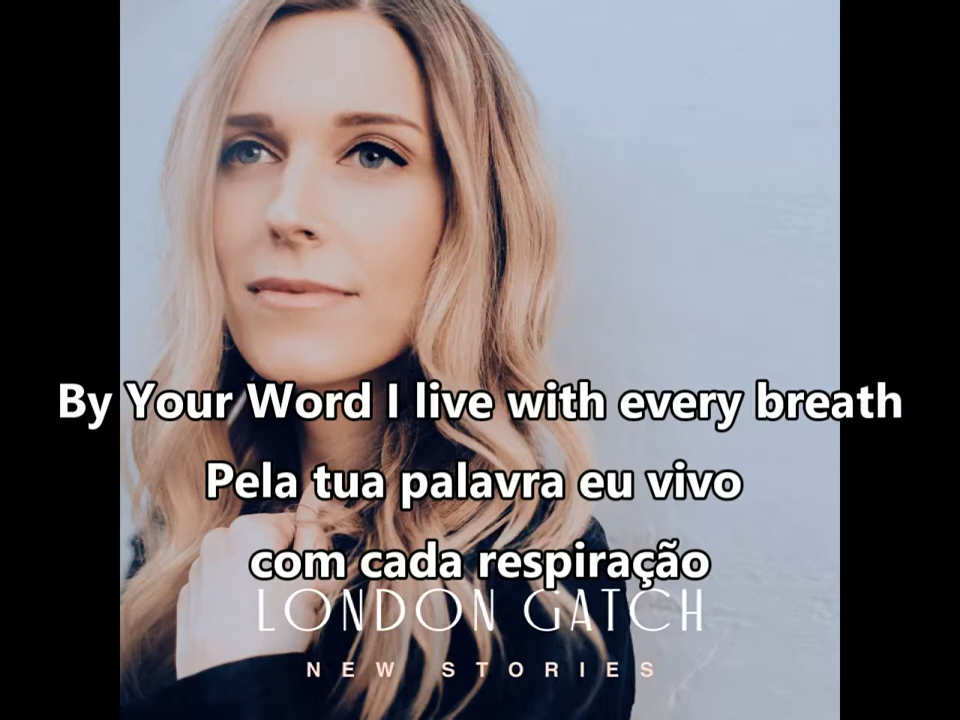 By Your Word I live with every breath
Pela tua palavra eu vivo
com cada respiração
LONDON GATCH
NEW STORIES